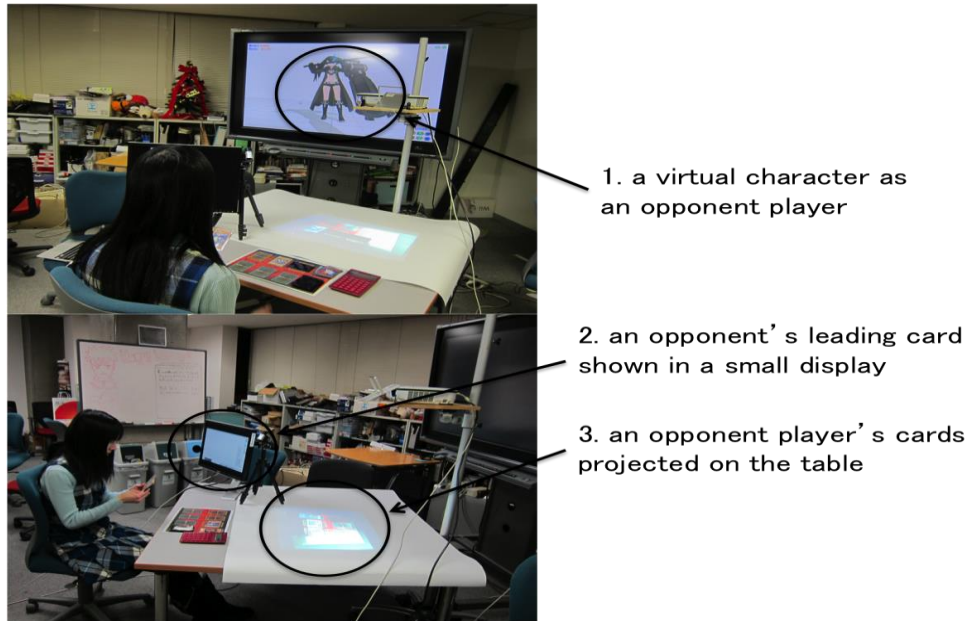 1. a virtual character as
an opponent player
2. an opponent’s leading card
shown in a small display
3. an opponent player’s cards
projected on the table